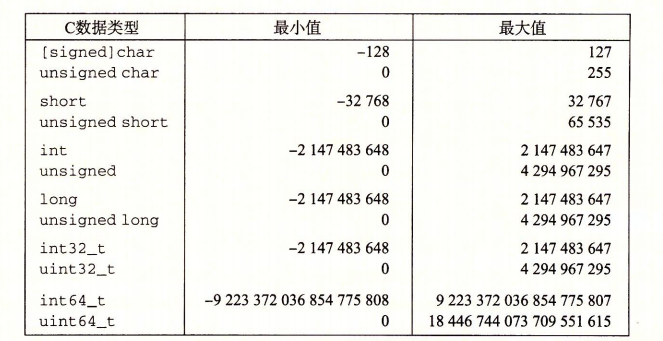 C数据类型 最小值 最大值
[signed]char −128 127
unsigned char 0 255
short −32 768 32 767
unsigned short 0 65 535
int −2 147 483 648 2 147 483 647
unsigned 0 4 294 967 295
long −2 147 483 648 2 147 483 647
unsigned long 0 4 294 967 295
int32_t −2 147 483 648 2 147 483 647
uint32_t 0 4 294 967 295
int64_t −9 223 372 036 854 775 808 9 223 372 036 854 775 807
uint64_t 0 18 446 744 073 709 551 615